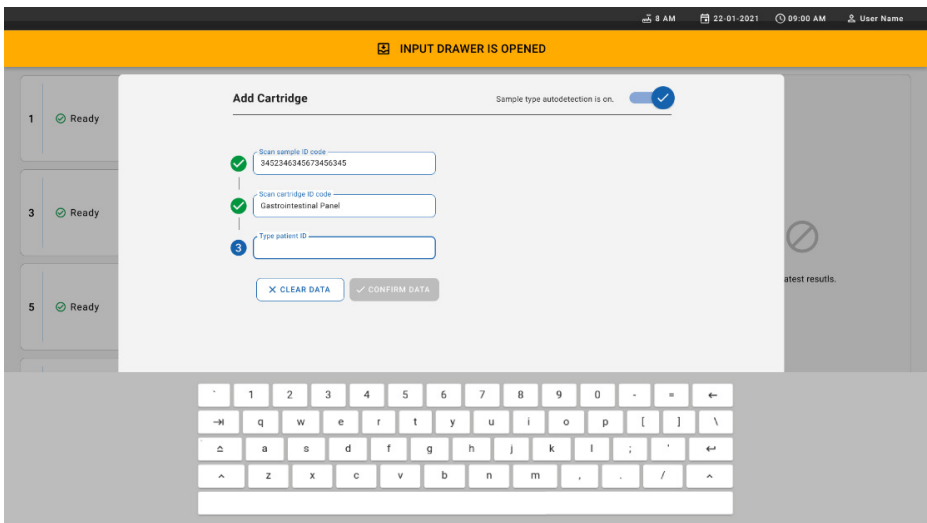 8 AM 22-01-2021 09:00 AM User Name
INPUT DRAWER IS OPENED
Add Cartridge
Sample type autodetection is on.
1 Ready
Scan sample ID code
3452346345673456345
Scan cartridge ID code
Gastrointestinal Panel
3 Ready
Type patient ID
3
atest resutls.
CLEAR DATA CONFIRM DATA
5 Ready
` 1 2 3 4 5 6 7 8 9 0 - =
q w e r t y u i o p [ ] \
a s d f g h j k l ; '
z x c v b n m , . /